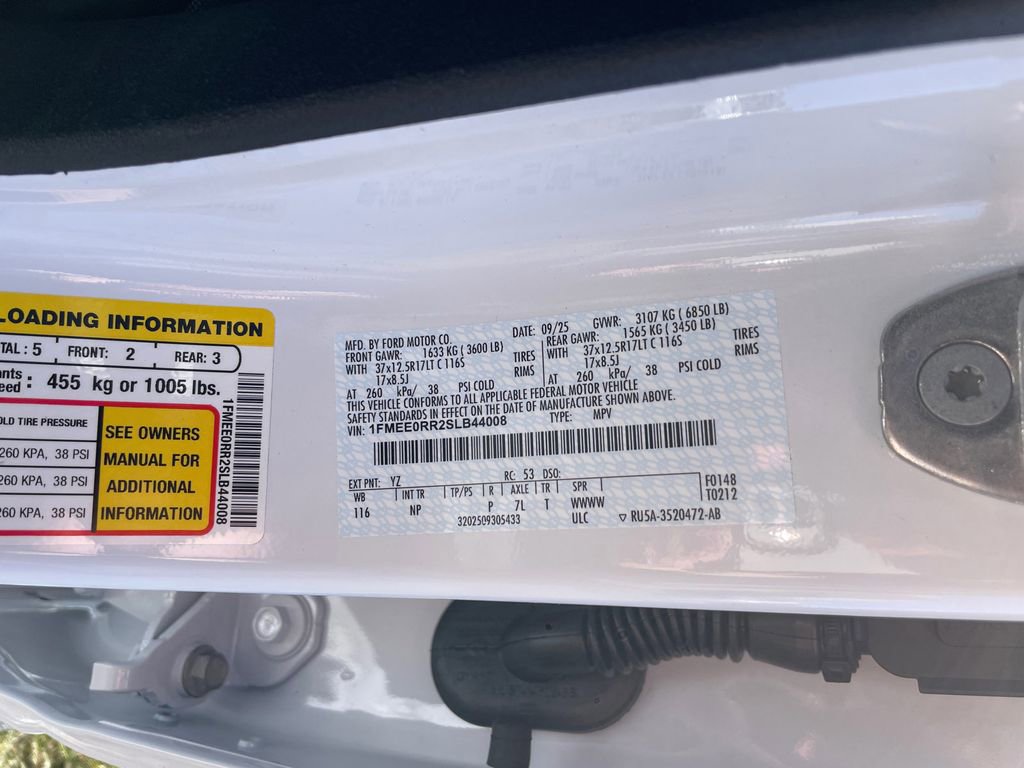 LOADING INFORMATION
TAL : 5 FRONT: 2 REAR: 3
ants
eed : 455 kg or 1005 lbs.
OLD TIRE PRESSURE
260 KPA, 38 PSI
260 KPA, 38 PSI
260 KPA, 38 PSI
SEE OWNERS
MANUAL FOR
ADDITIONAL
INFORMATION
1FMEE0RR2SLB44008
MFD. BY FORD MOTOR CO. DATE: 09/25 GVWR: 3107 KG ( 6850 LB)
FRONT GAWR: 1633 KG ( 3600 LB) REAR GAWR: 1565 KG ( 3450 LB)
WITH 37x12.5R17LT C 116S TIRES WITH 37x12.5R17LT C 116S TIRES
17x8.5J RIMS 17x8.5J RIMS
AT 260 kPa/ 38 PSI COLD AT 260 kPa/ 38 PSI COLD
THIS VEHICLE CONFORMS TO ALL APPLICABLE FEDERAL MOTOR VEHICLE
SAFETY STANDARDS IN EFFECT ON THE DATE OF MANUFACTURE SHOWN ABOVE.
VIN: 1FMEE0RR2SLB44008 TYPE: MPV
EXT PNT: YZ RC: 53 DSO:
WB INT TR TP/PS R AXLE TR SPR F0148
116 NP P 7L T WWWW T0212
3202509305433 ULC ▽ RU5A-3520472-AB